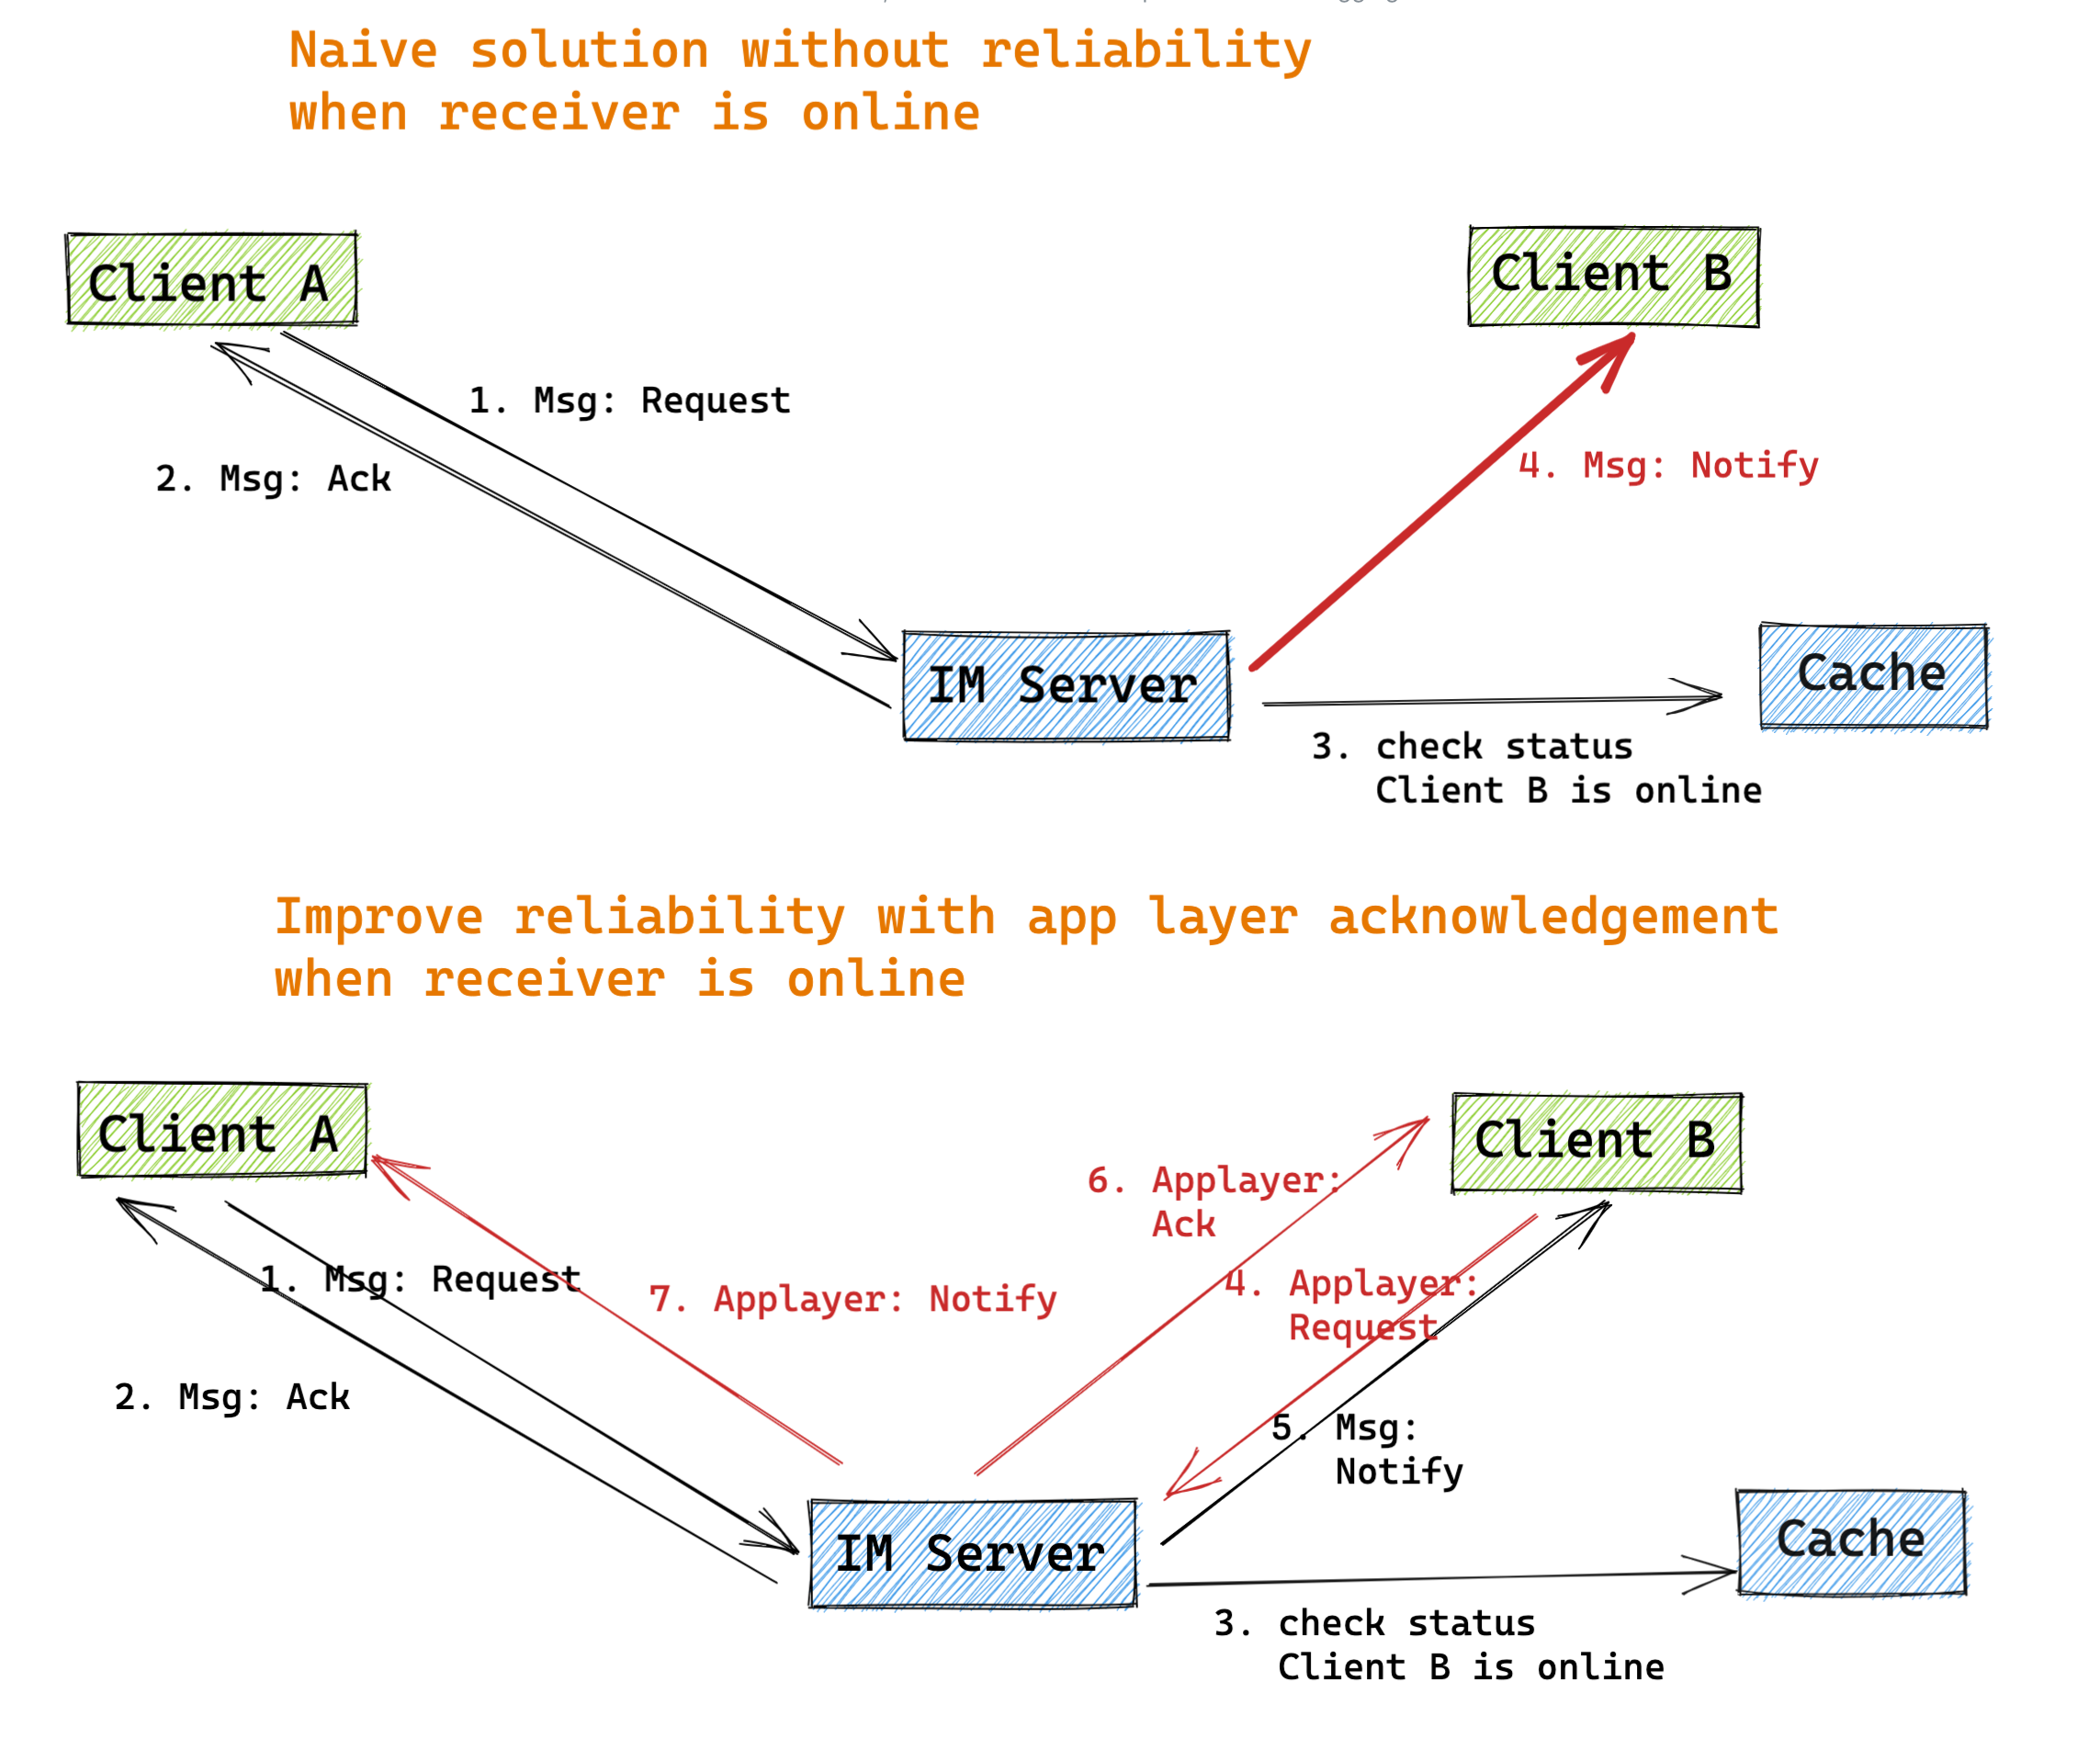 Naive solution without reliability
when receiver is online
Client A
Client B
1. Msg: Request
2. Msg: Ack
4. Msg: Notify
IM Server
Cache
3. check status
Client B is online
Improve reliability with app layer acknowledgement
when receiver is online
Client A
Client B
6. Applayer:
Ack
1. Msg: Request
7. Applayer: Notify
4. Applayer:
Request
2. Msg: Ack
5. Msg:
Notify
IM Server
Cache
3. check status
Client B is online